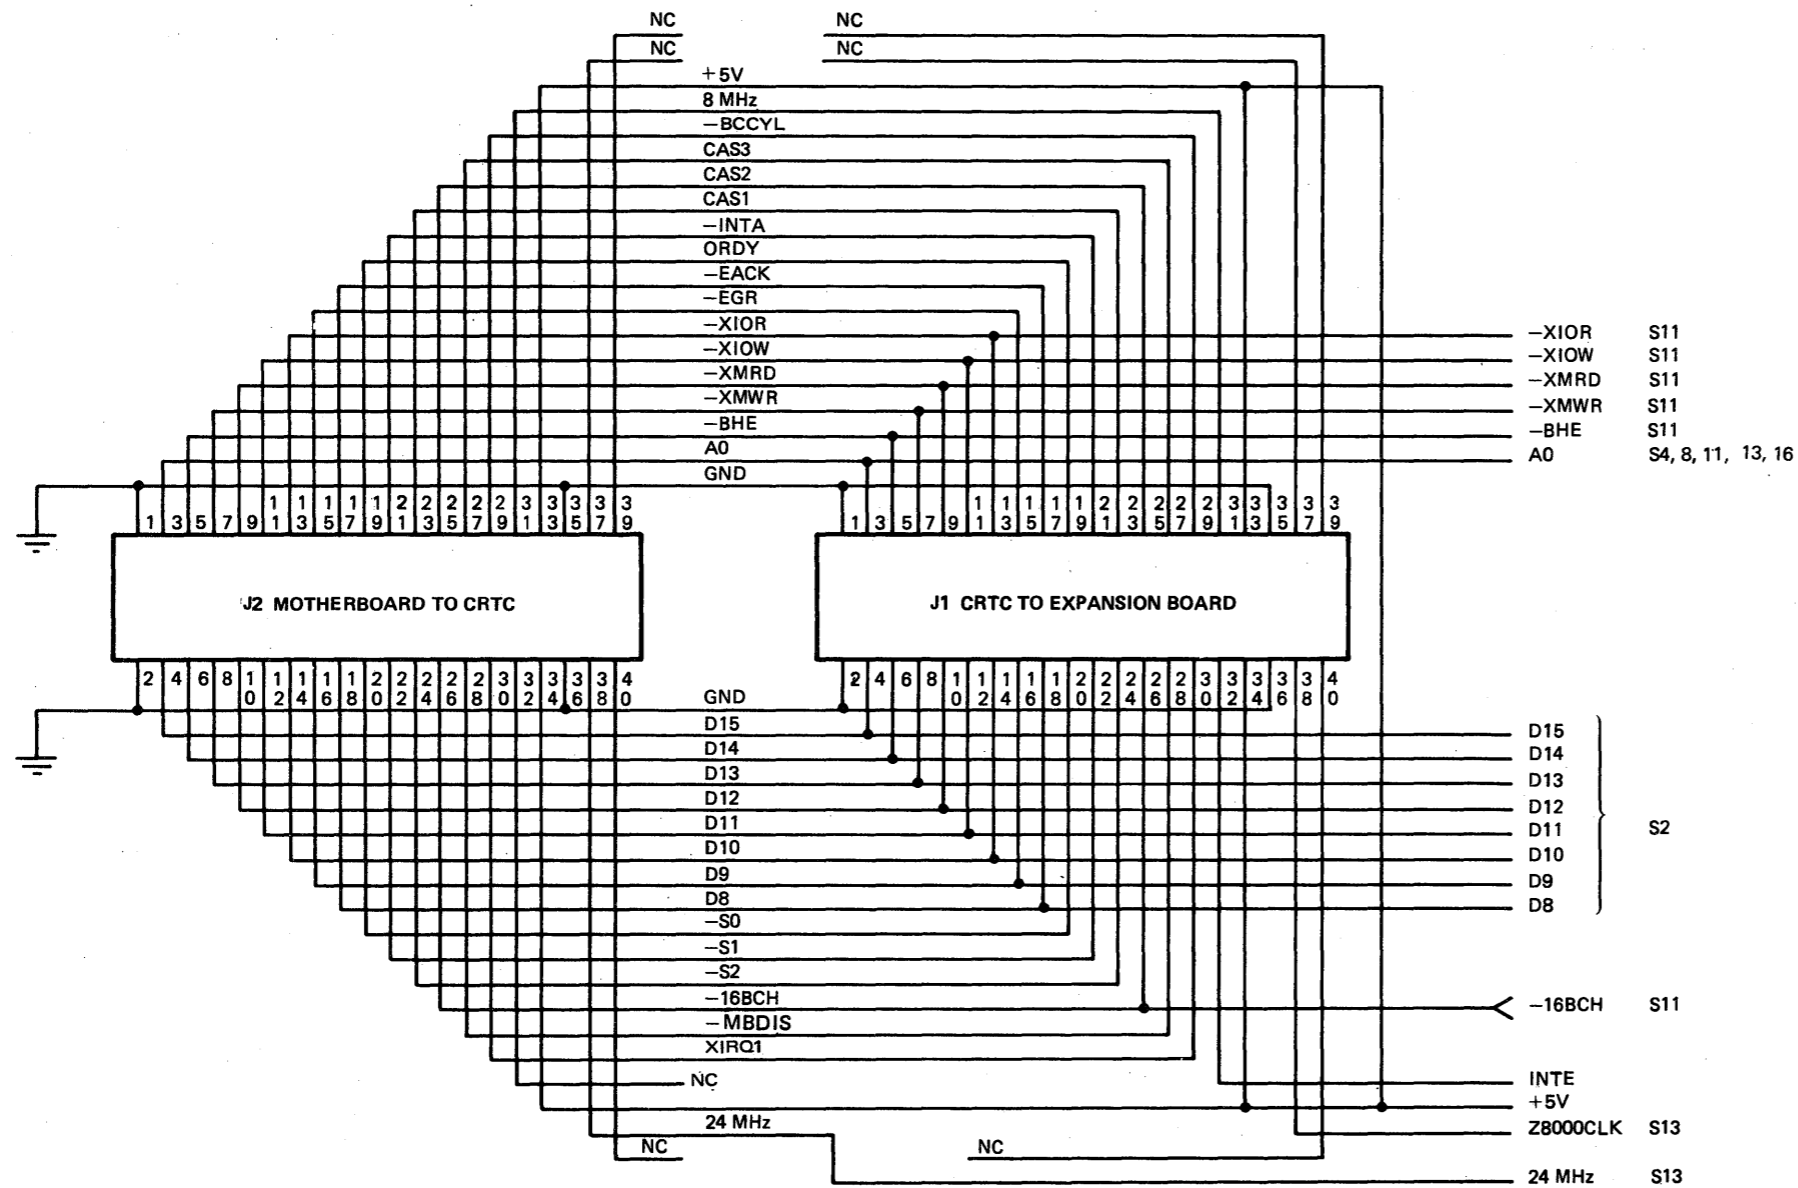 NC NC
NC NC
+5V
8 MHz
−BCCYL
CAS3
CAS2
CAS1
−INTA
ORDY
−EACK
−EGR
−XIOR −XIOR S11
−XIOW −XIOW S11
−XMRD −XMRD S11
−XMWR −XMWR S11
−BHE −BHE S11
A0 A0 S4, 8, 11, 13, 16
GND
1 3 5 7 9 11 13 15 17 19 21 23 25 27 29 31 33 35 37 39 1 3 5 7 9 11 13 15 17 19 21 23 25 27 29 31 33 35 37 39
J2 MOTHERBOARD TO CRTC J1 CRTC TO EXPANSION BOARD
2 4 6 8 10 12 14 16 18 20 22 24 26 28 30 32 34 36 38 40 2 4 6 8 10 12 14 16 18 20 22 24 26 28 30 32 34 36 38 40
GND
D15 D15
D14 D14
D13 D13
D12 D12
D11 D11 S2
D10 D10
D9 D9
D8 D8
−S0
−S1
−S2
−16BCH −16BCH S11
−MBDIS
XIRQ1
NC INTE
+5V
24 MHz Z8000CLK S13
NC NC
24 MHz S13